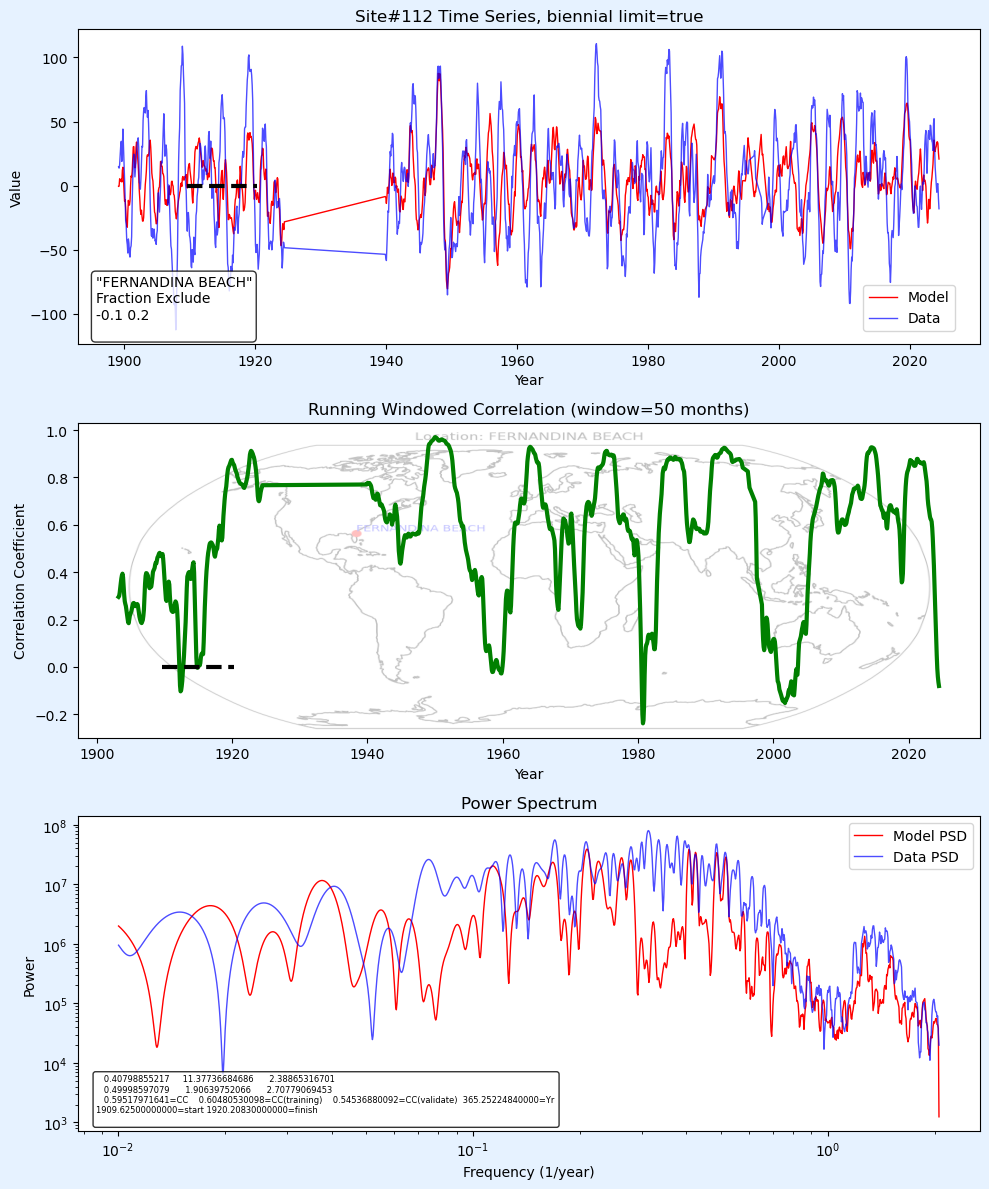 Site#112 Time Series, biennial limit=true
100
50
0
−50
−100
Value
"FERNANDINA BEACH"
Fraction Exclude
-0.1 0.2
Model
Data
1900 1920 1940 1960 1980 2000 2020
Year
Running Windowed Correlation (window=50 months)
Location: FERNANDINA BEACH
1.0
0.8
0.6
0.4
0.2
0.0
−0.2
Correlation Coefficient
FERNANDINA BEACH
1900 1920 1940 1960 1980 2000 2020
Year
Power Spectrum
10^8
10^7
10^6
10^5
10^4
10^3
Power
Model PSD
Data PSD
0.40798855217 11.37736684686 2.38865316701
0.49998597079 1.90639752066 2.70779069453
0.59517971641=CC 0.60480530098=CC(training) 0.54536880092=CC(validate) 365.25224840000=Yr
1909.62500000000=start 1920.20830000000=finish
10^−2 10^−1 10^0
Frequency (1/year)